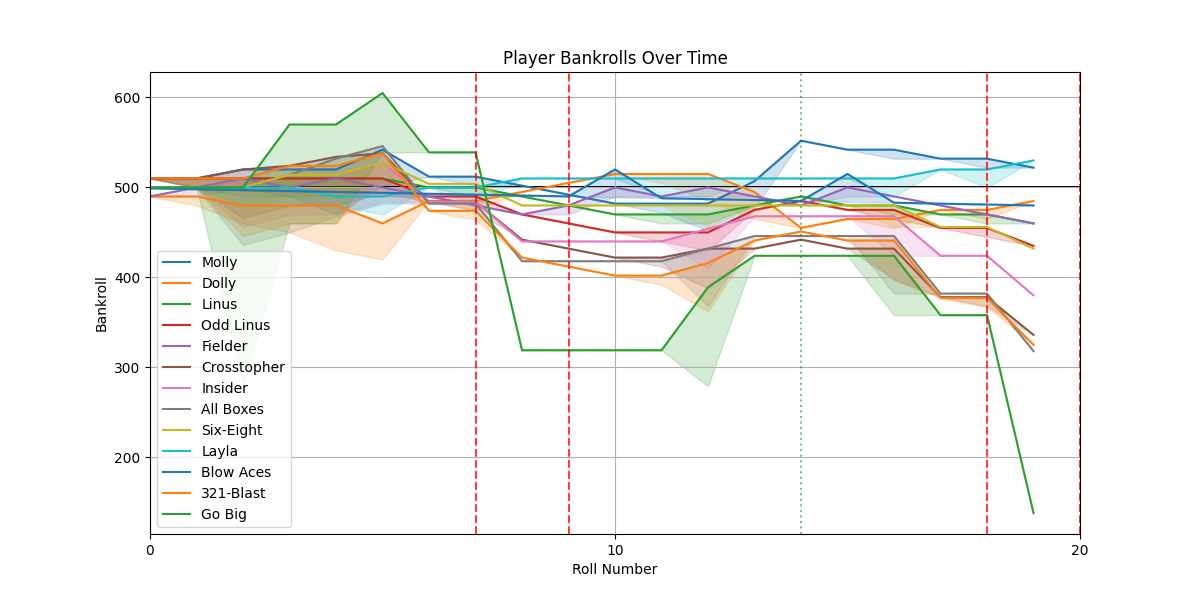 Player Bankrolls Over Time
600
500
400
300
200
Bankroll
Molly
Dolly
Linus
Odd Linus
Fielder
Crosstopher
Insider
All Boxes
Six-Eight
Layla
Blow Aces
321-Blast
Go Big
0
10
20
Roll Number